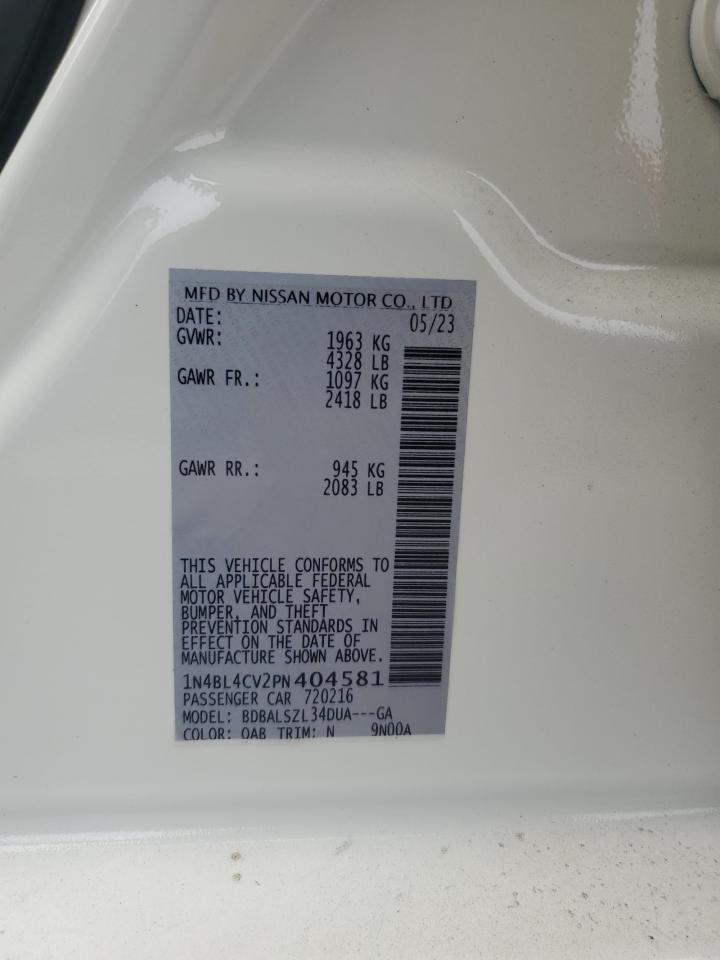 MFD BY NISSAN MOTOR CO., LTD
DATE: 05/23
GVWR: 1963 KG
4328 LB
GAWR FR.: 1097 KG
2418 LB
GAWR RR.: 945 KG
2083 LB
THIS VEHICLE CONFORMS TO
ALL APPLICABLE FEDERAL
MOTOR VEHICLE SAFETY,
BUMPER, AND THEFT
PREVENTION STANDARDS IN
EFFECT ON THE DATE OF
MANUFACTURE SHOWN ABOVE.
1N4BL4CV2PN404581
PASSENGER CAR 720216
MODEL: BDBALSZL34DUA---GA
COLOR: QAB TRIM: N 9N00A